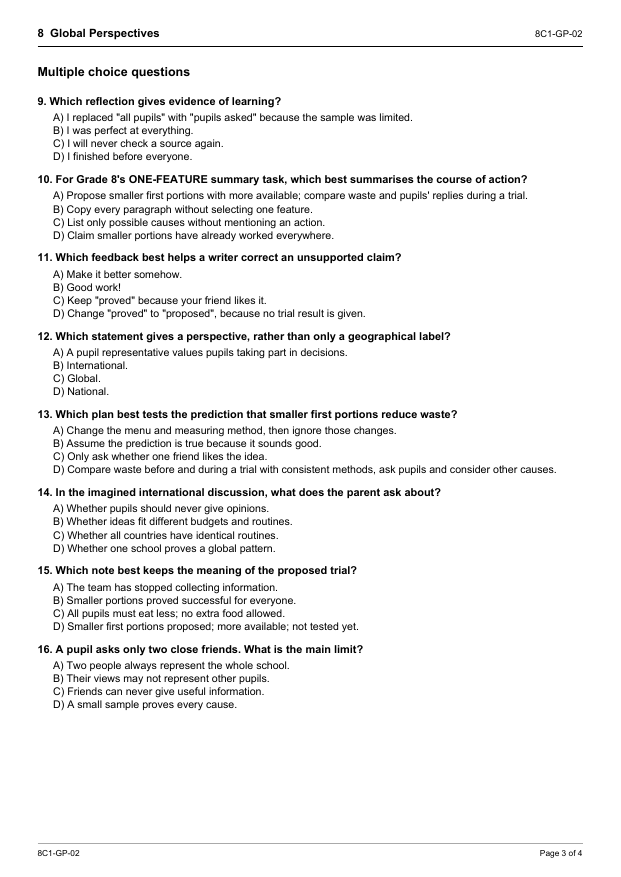 8 Global Perspectives
8C1-GP-02
Multiple choice questions
9. Which reflection gives evidence of learning?
A) I replaced "all pupils" with "pupils asked" because the sample was limited.
B) I was perfect at everything.
C) I will never check a source again.
D) I finished before everyone.
10. For Grade 8's ONE-FEATURE summary task, which best summarises the course of action?
A) Propose smaller first portions with more available; compare waste and pupils' replies during a trial.
B) Copy every paragraph without selecting one feature.
C) List only possible causes without mentioning an action.
D) Claim smaller portions have already worked everywhere.
11. Which feedback best helps a writer correct an unsupported claim?
A) Make it better somehow.
B) Good work!
C) Keep "proved" because your friend likes it.
D) Change "proved" to "proposed", because no trial result is given.
12. Which statement gives a perspective, rather than only a geographical label?
A) A pupil representative values pupils taking part in decisions.
B) International.
C) Global.
D) National.
13. Which plan best tests the prediction that smaller first portions reduce waste?
A) Change the menu and measuring method, then ignore those changes.
B) Assume the prediction is true because it sounds good.
C) Only ask whether one friend likes the idea.
D) Compare waste before and during a trial with consistent methods, ask pupils and consider other causes.
14. In the imagined international discussion, what does the parent ask about?
A) Whether pupils should never give opinions.
B) Whether ideas fit different budgets and routines.
C) Whether all countries have identical routines.
D) Whether one school proves a global pattern.
15. Which note best keeps the meaning of the proposed trial?
A) The team has stopped collecting information.
B) Smaller portions proved successful for everyone.
C) All pupils must eat less; no extra food allowed.
D) Smaller first portions proposed; more available; not tested yet.
16. A pupil asks only two close friends. What is the main limit?
A) Two people always represent the whole school.
B) Their views may not represent other pupils.
C) Friends can never give useful information.
D) A small sample proves every cause.
8C1-GP-02
Page 3 of 4